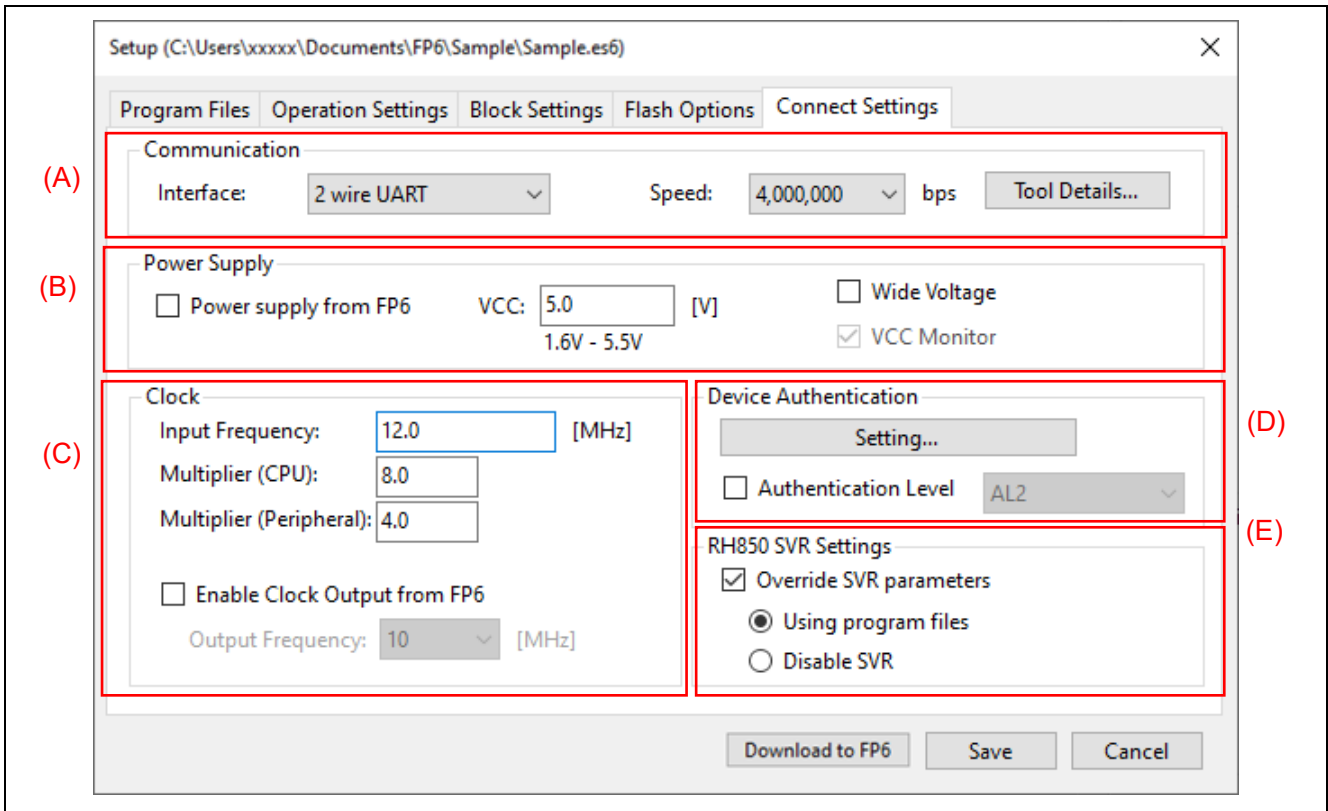 Setup (C:\Users\xxxxx\Documents\FP6\Sample\Sample.es6)
Program Files Operation Settings Block Settings Flash Options Connect Settings
(A)
Communication
Interface: 2 wire UART Speed: 4,000,000 bps Tool Details...
(B)
Power Supply
Power supply from FP6 VCC: 5.0 [V] Wide Voltage
1.6V - 5.5V VCC Monitor
(C)
Clock
Input Frequency: 12.0 [MHz]
Multiplier (CPU): 8.0
Multiplier (Peripheral): 4.0
Enable Clock Output from FP6
Output Frequency: 10 [MHz]
Device Authentication
(D)
Setting...
Authentication Level AL2
(E)
RH850 SVR Settings
Override SVR parameters
Using program files
Disable SVR
Download to FP6 Save Cancel